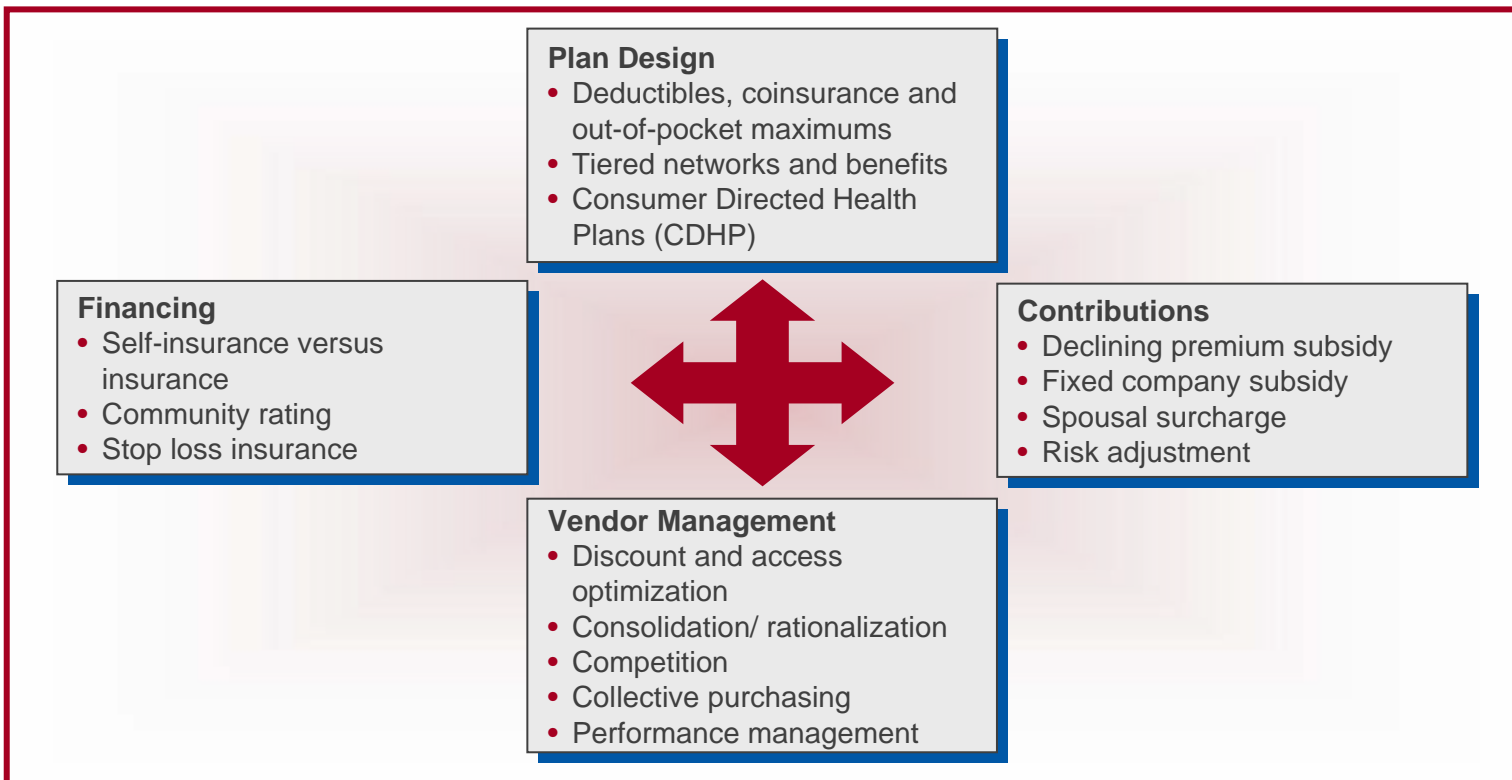 Plan Design
• Deductibles, coinsurance and
out-of-pocket maximums
• Tiered networks and benefits
• Consumer Directed Health
Plans (CDHP)
Financing
• Self-insurance versus
insurance
• Community rating
• Stop loss insurance
Contributions
• Declining premium subsidy
• Fixed company subsidy
• Spousal surcharge
• Risk adjustment
Vendor Management
• Discount and access
optimization
• Consolidation/ rationalization
• Competition
• Collective purchasing
• Performance management